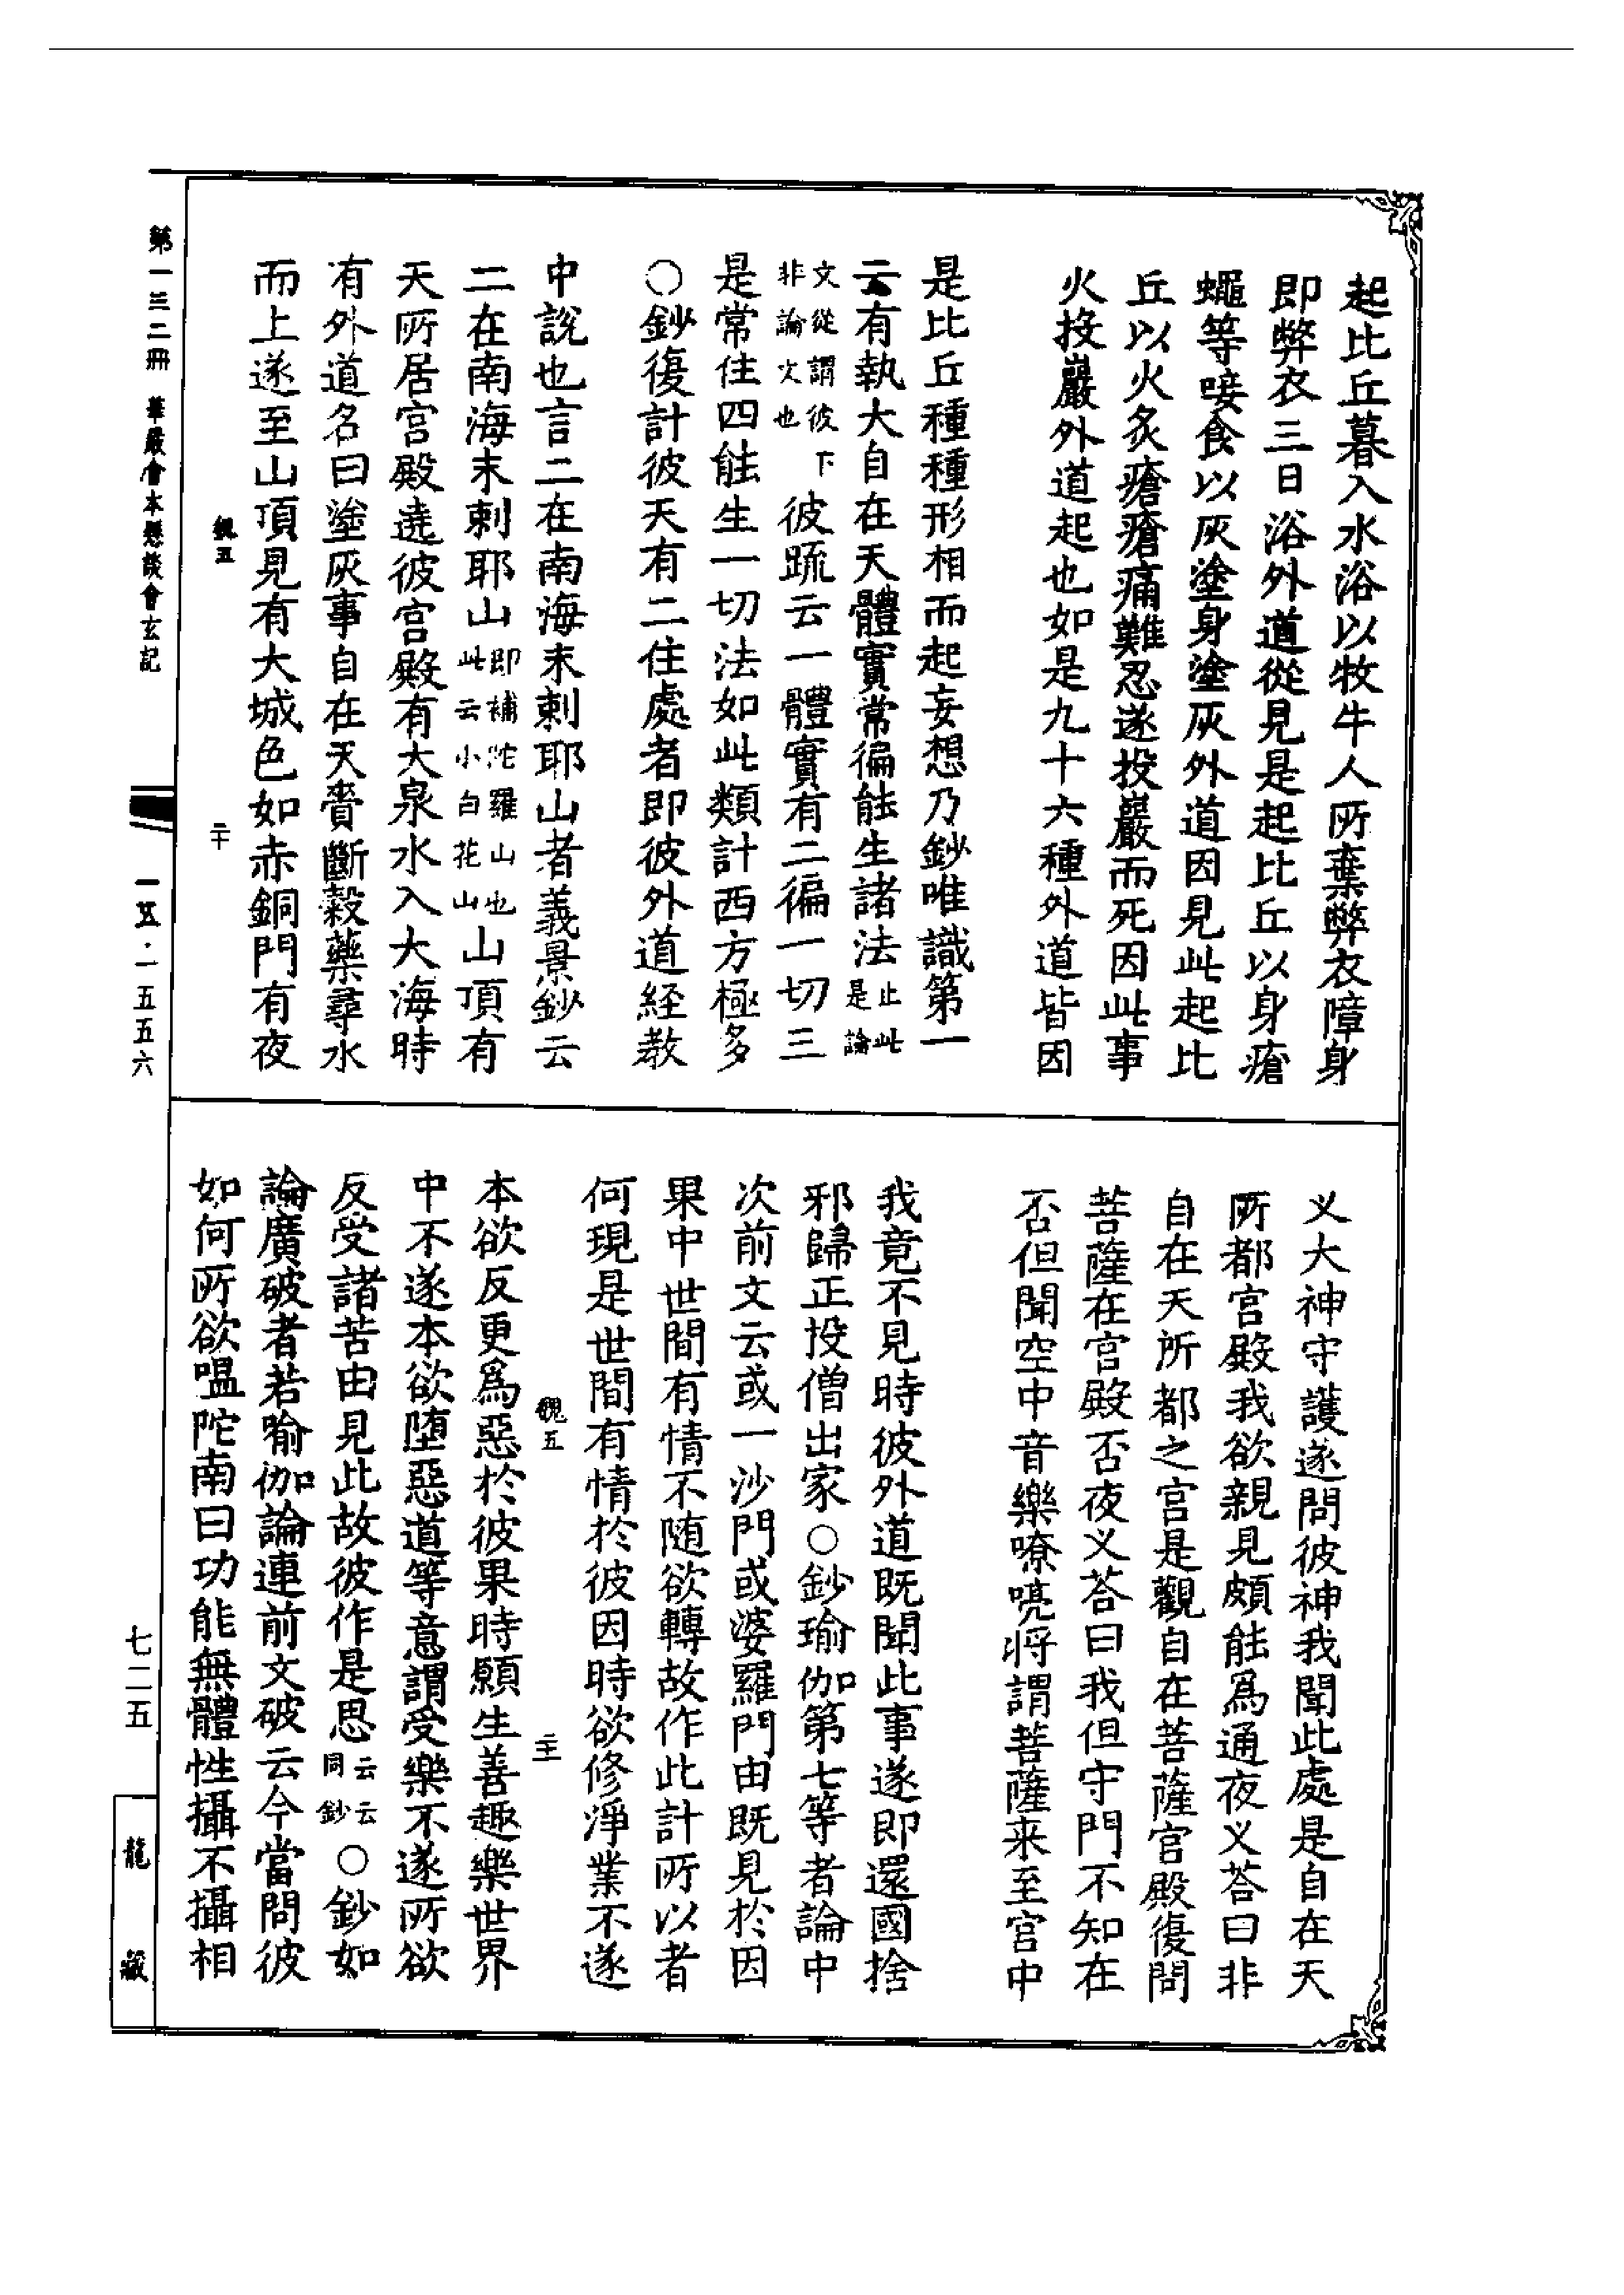 起比丘暮入水浴以牧牛人所棄弊衣障身
即弊衣三日浴外道從見是起比丘以身瘡
蠅等唼食以灰塗身塗灰外道因見此起比
丘以火炙瘡瘡痛難忍遂投巖而死因此事
火投巖外道起也如是九十六種外道皆因
是比丘種種形相而起妄想乃鈔唯識第一
云有執大自在天體實常徧能生諸法止此是論
文從謂彼下非論文也彼䟽云一體實有二徧一切三
是常住四能生一切法如此類計西方極多
○鈔復計彼天有二住處者即彼外道經教
中說也言二在南海末剌耶山者義景鈔云
二在南海末剌耶山即補陀羅山也此云小白花山山頂有
天所居宮殿遶彼宮殿有大泉水入大海時
有外道名曰塗灰事自在天賷斷穀藥尋水
而上遂至山頂見有大城色如赤銅門有夜
魏五
二十
第一三二冊 華嚴會本懸談會玄記
一五五·一五五六
叉大神守護遂問彼神我聞此處是自在天
所都宮殿我欲親見頗能為通夜叉荅曰非
自在天所都之宮是觀自在菩薩宮殿復問
菩薩在宮殿否夜叉荅曰我但守門不知在
否但聞空中音樂嘹喨將謂菩薩来至宮中
我竟不見時彼外道既聞此事遂即還國捨
邪歸正投僧出家○鈔瑜伽第七等者論中
次前文云或一沙門或婆羅門由既見於因
果中世間有情不随欲轉故作此計所以者
何現是世間有情於彼因時欲修淨業不遂
魏五
二十一
本欲反更為惡於彼果時願生善趣樂世界
中不遂本欲墮惡道等意謂受樂不遂所欲
反受諸苦由見此故彼作是思云云云云同鈔○鈔如
論廣破者若瑜伽論連前文破云今當問彼
如何所欲嗢陀南曰功能無體性攝不攝相
七二五
龍藏